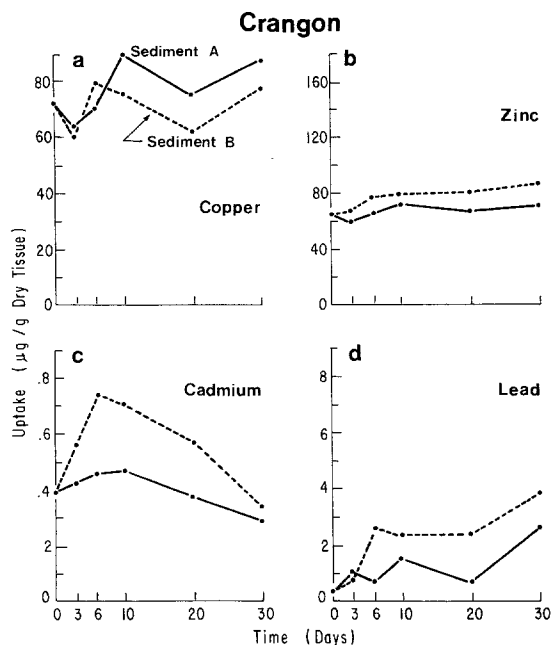 Crangon
a
Sediment A
Sediment B
Copper
80
60
40
20
0
b
Zinc
160
120
80
40
0
Uptake (µg/g Dry Tissue)
c
Cadmium
.8
.6
.4
2
0
d
Lead
8
6
4
2
0
0 3 6 10 20 30
0 3 6 10 20 30
Time (Days)